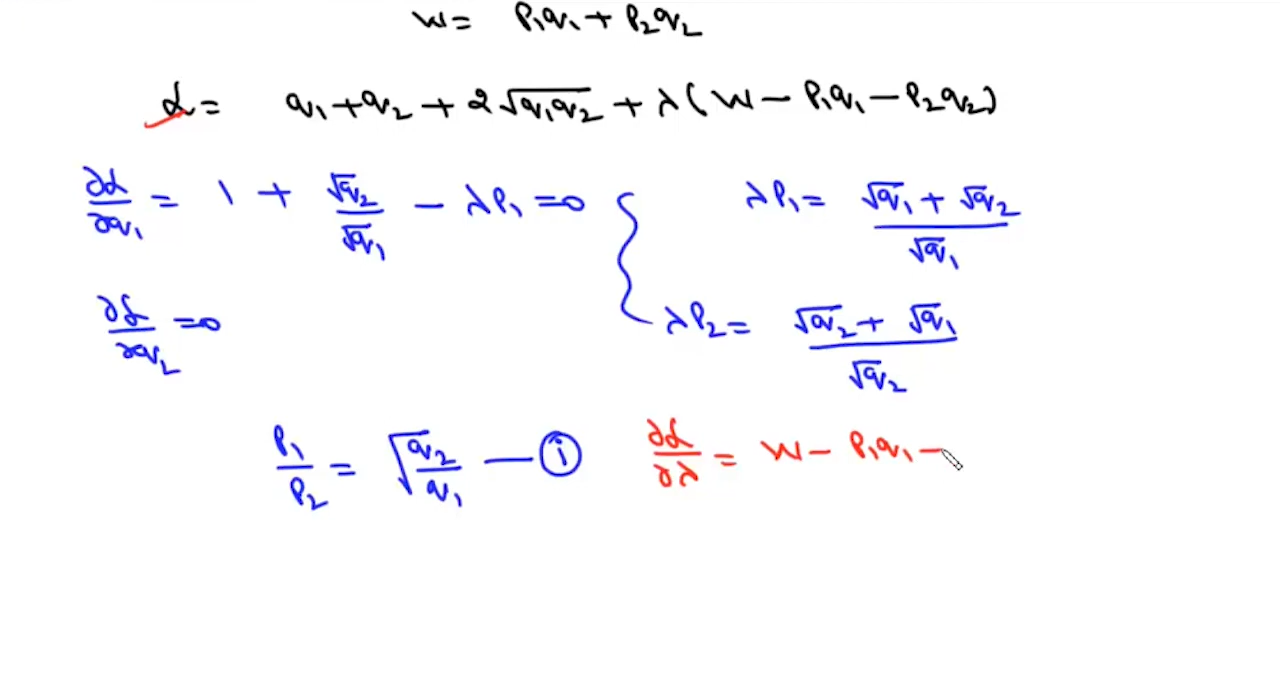 w = P₁q₁ + P₂q₂
ℒ = q₁ + q₂ + 2√q₁q₂ + λ(W − P₁q₁ − P₂q₂)
∂ℒ/∂q₁ = 1 + √q₂/√q₁ − λP₁ = 0 { λP₁ = (√q₁ + √q₂)/√q₁
∂ℒ/∂q₂ = 0 λP₂ = (√q₂ + √q₁)/√q₂
P₁/P₂ = √(q₂/q₁) — ① ∂ℒ/∂λ = W − P₁q₁ −